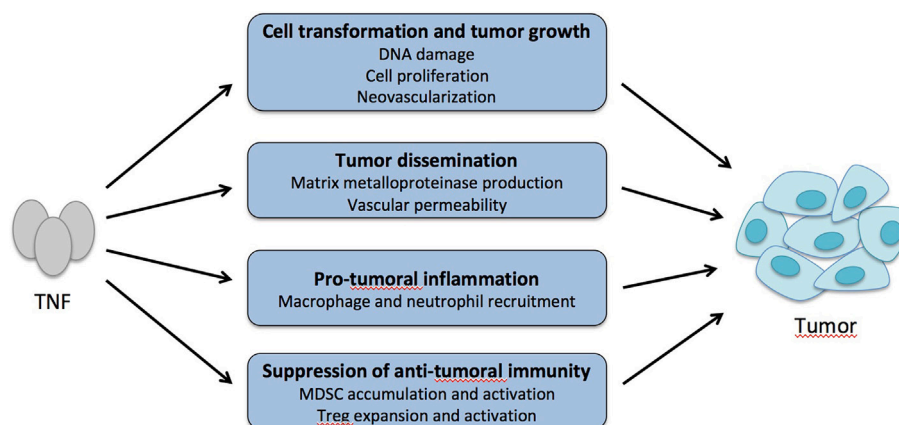 Cell transformation and tumor growth
DNA damage
Cell proliferation
Neovascularization
Tumor dissemination
Matrix metalloproteinase production
Vascular permeability
TNF
Pro-tumoral inflammation
Macrophage and neutrophil recruitment
Tumor
Suppression of anti-tumoral immunity
MDSC accumulation and activation
Treg expansion and activation